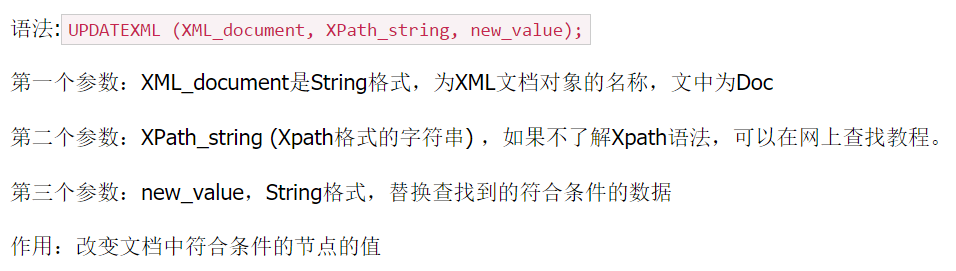 语法:UPDATEXML (XML_document, XPath_string, new_value);
第一个参数：XML_document是String格式，为XML文档对象的名称，文中为Doc
第二个参数：XPath_string (Xpath格式的字符串) ，如果不了解Xpath语法，可以在网上查找教程。
第三个参数：new_value，String格式，替换查找到的符合条件的数据
作用：改变文档中符合条件的节点的值